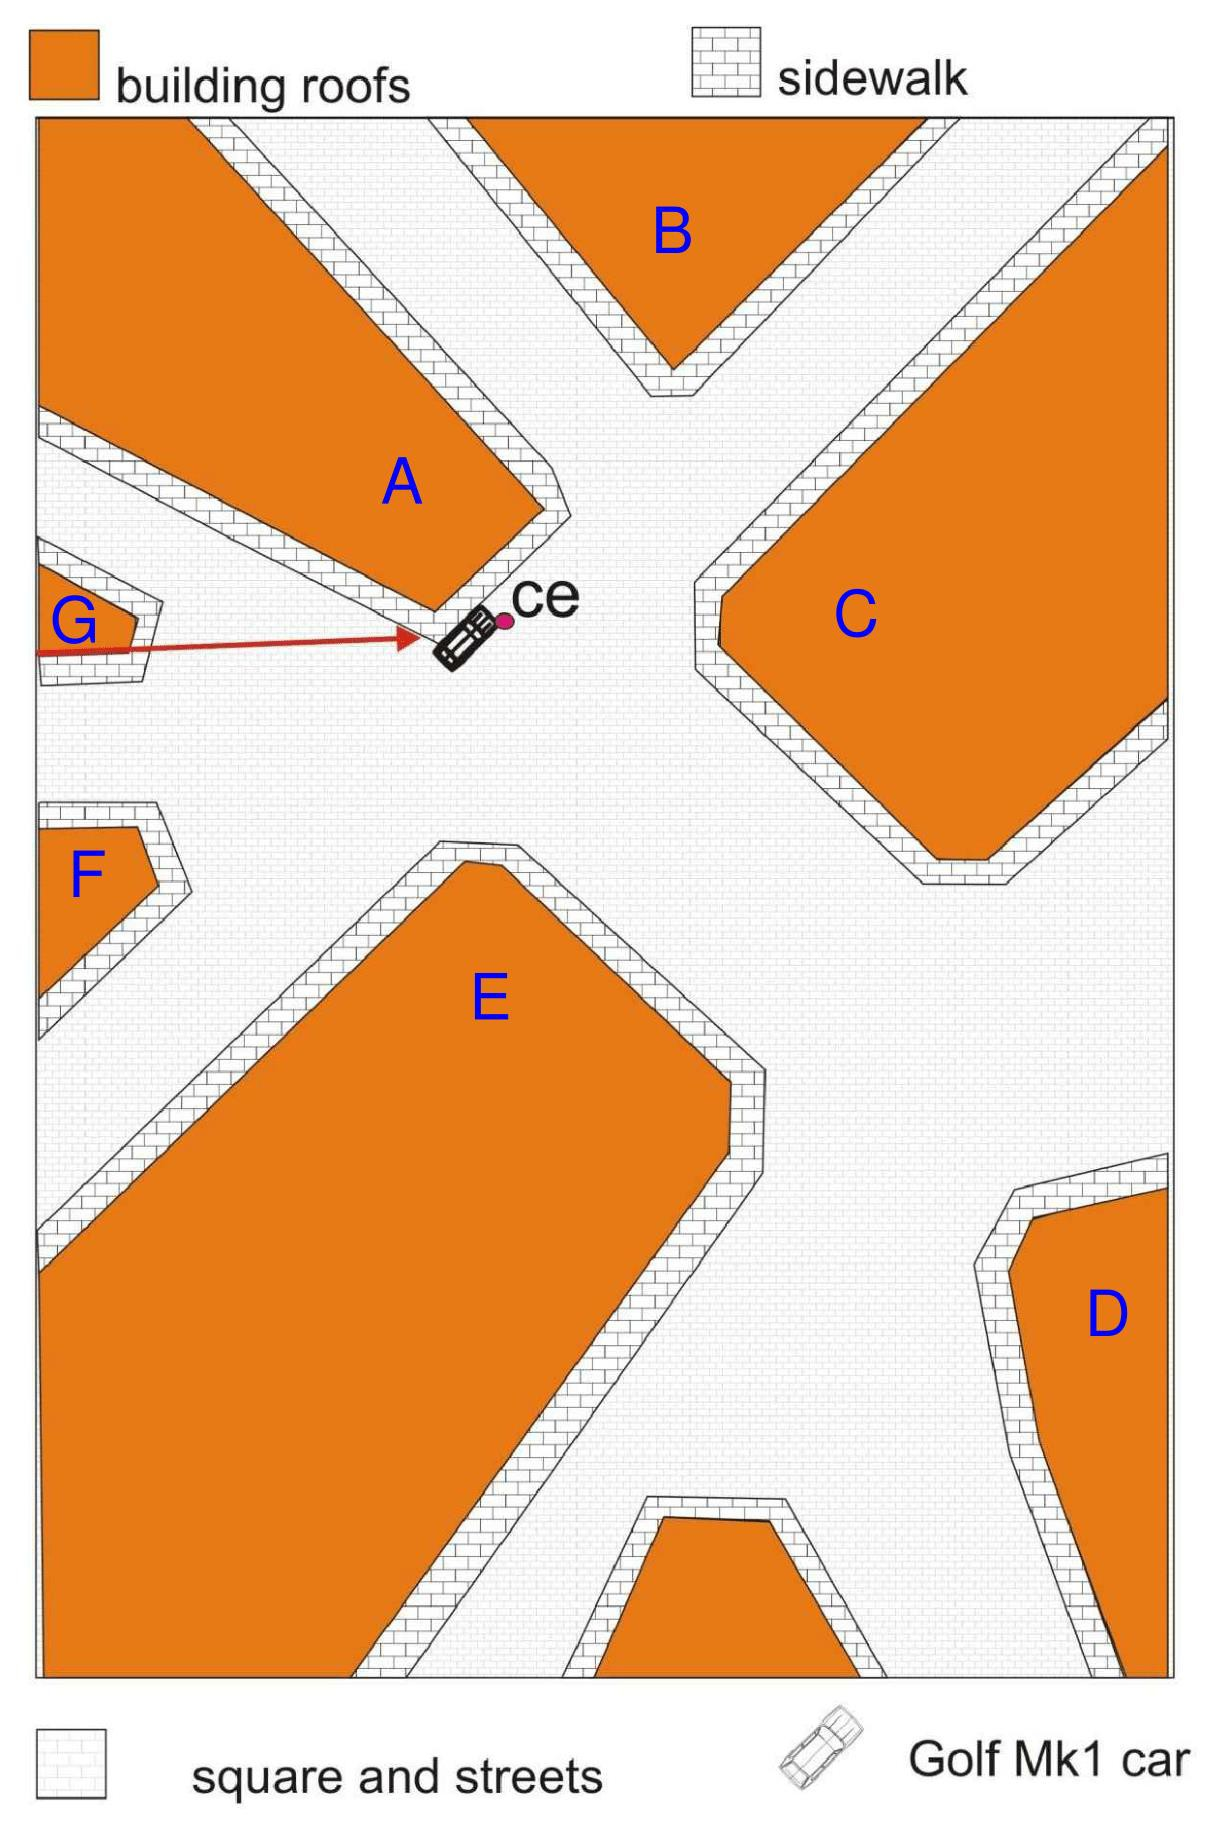 building roofs
sidewalk
B
A
ce
G
C
F
E
D
square and streets
Golf Mk1 car